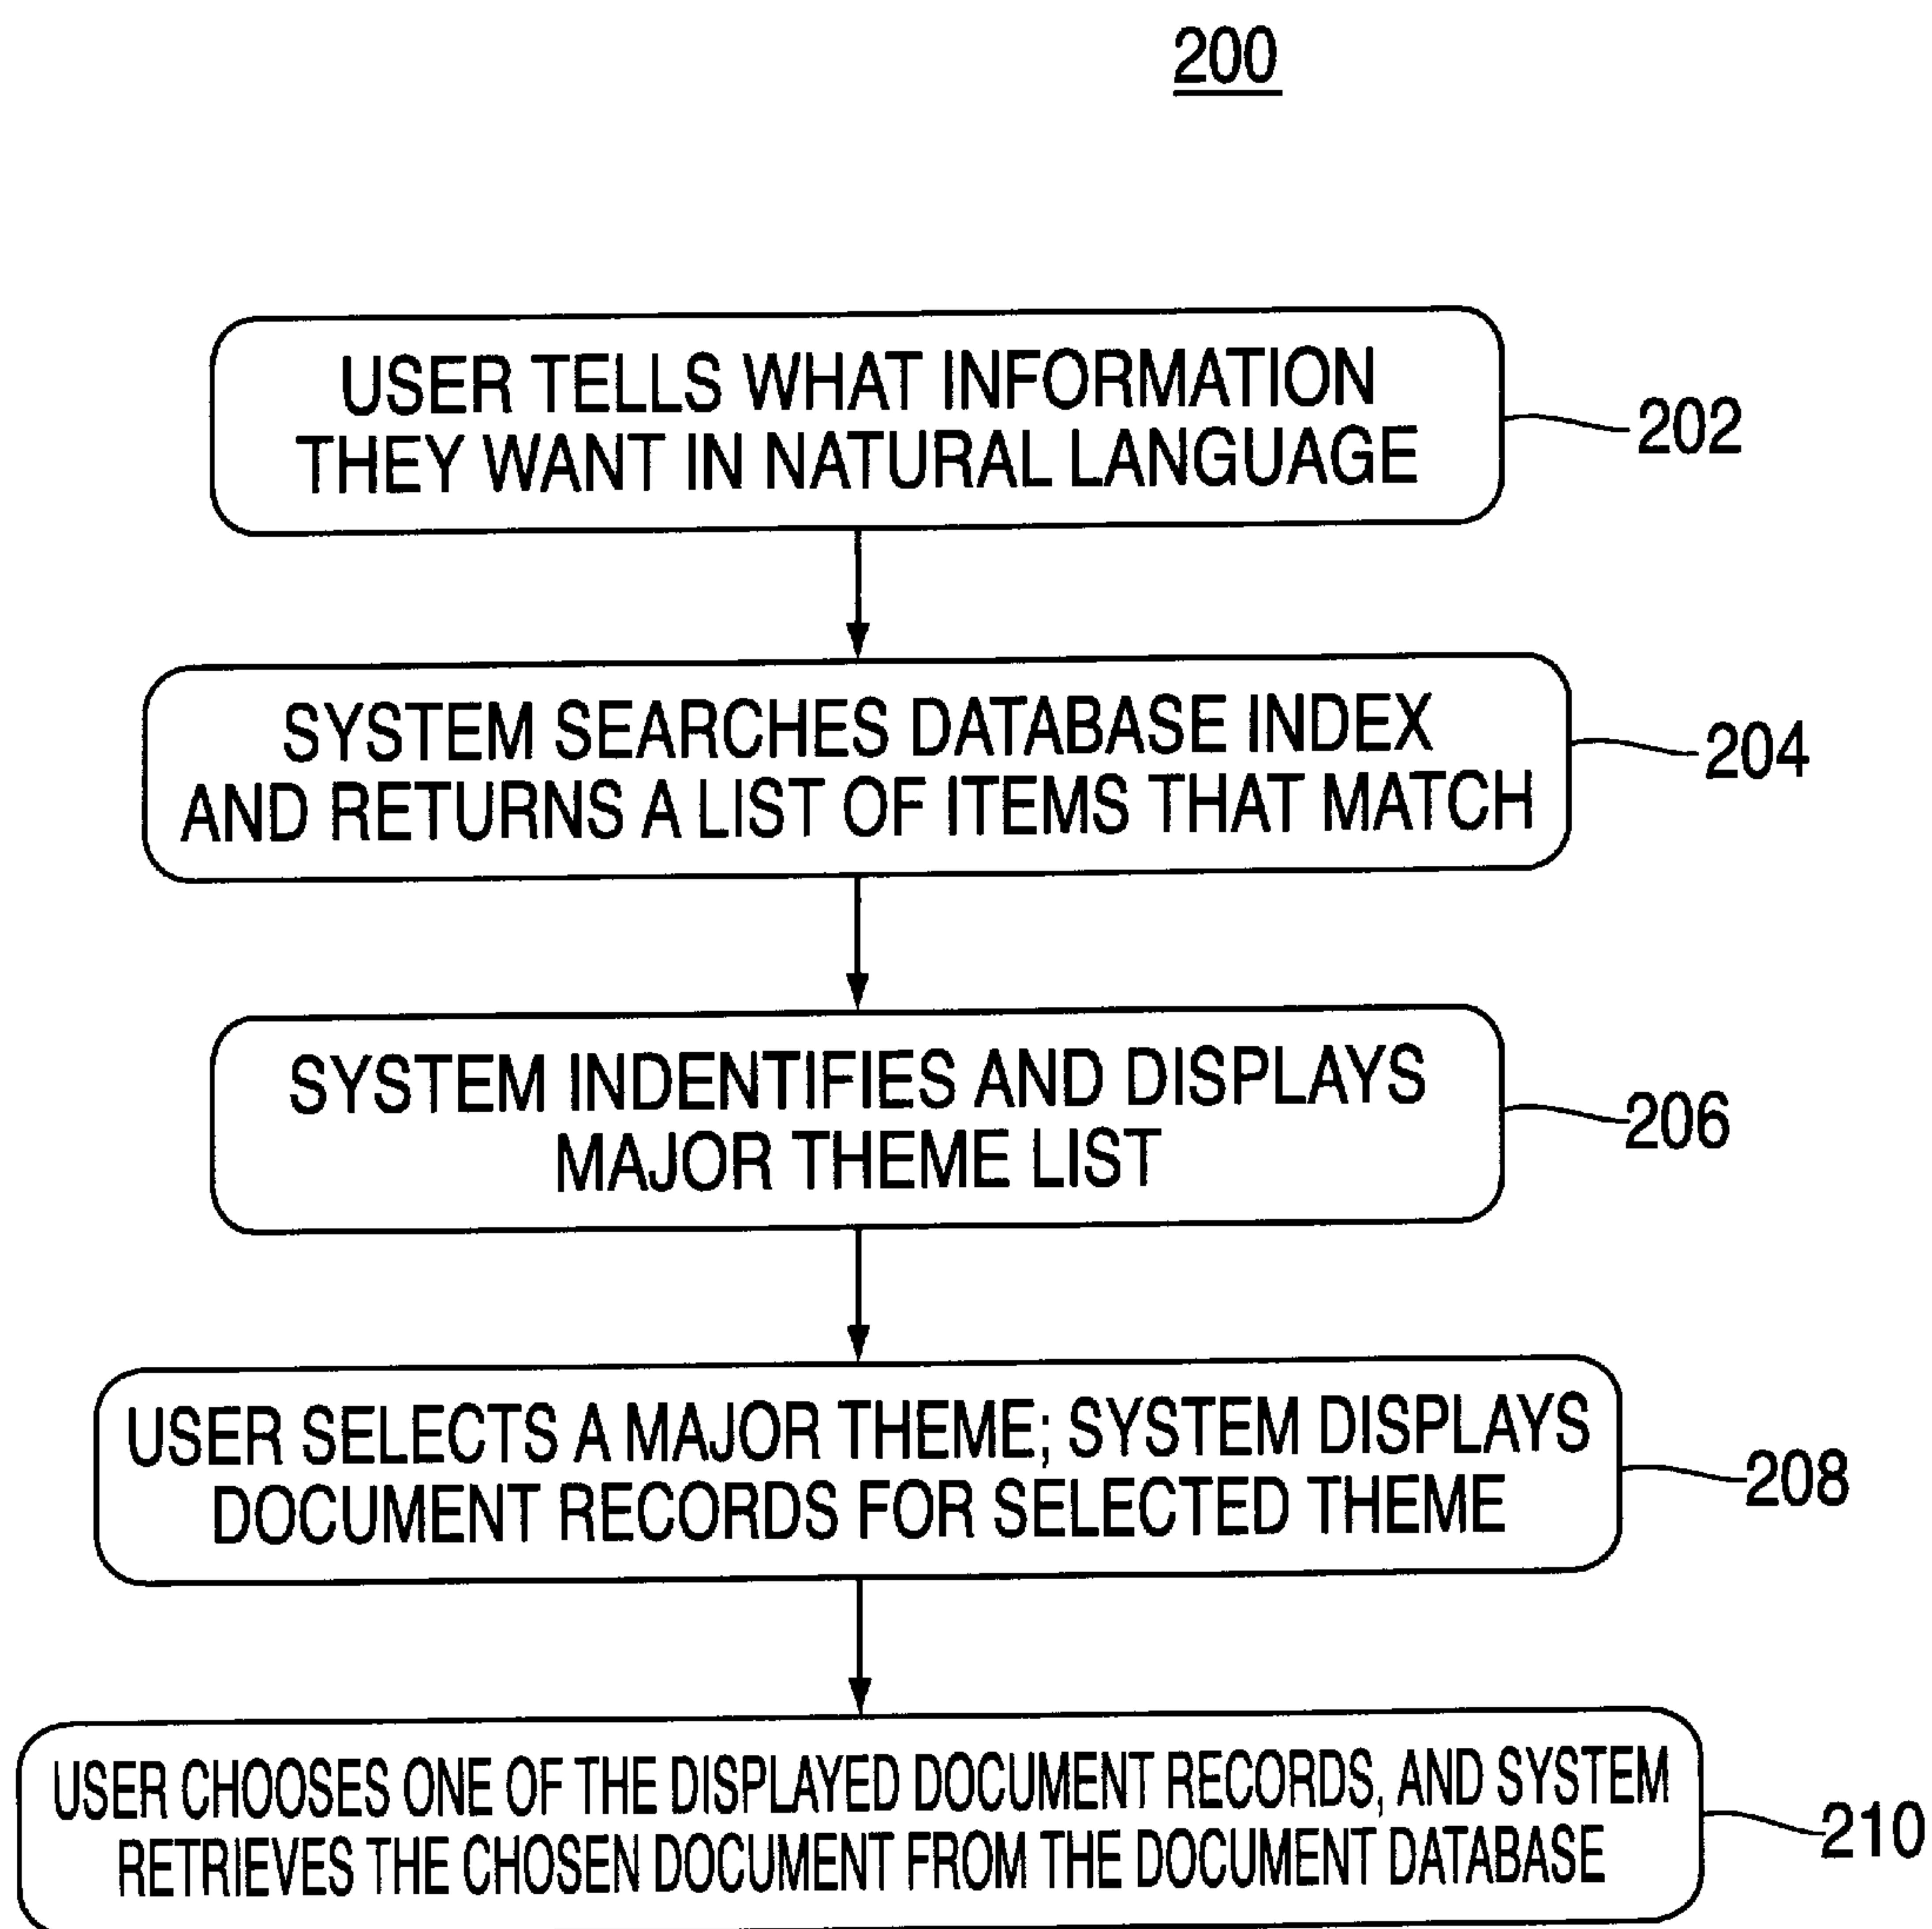 200
USER TELLS WHAT INFORMATION
THEY WANT IN NATURAL LANGUAGE
202
SYSTEM SEARCHES DATABASE INDEX
AND RETURNS A LIST OF ITEMS THAT MATCH
204
SYSTEM INDENTIFIES AND DISPLAYS
MAJOR THEME LIST
206
USER SELECTS A MAJOR THEME; SYSTEM DISPLAYS
DOCUMENT RECORDS FOR SELECTED THEME
208
USER CHOOSES ONE OF THE DISPLAYED DOCUMENT RECORDS, AND SYSTEM
RETRIEVES THE CHOSEN DOCUMENT FROM THE DOCUMENT DATABASE
210